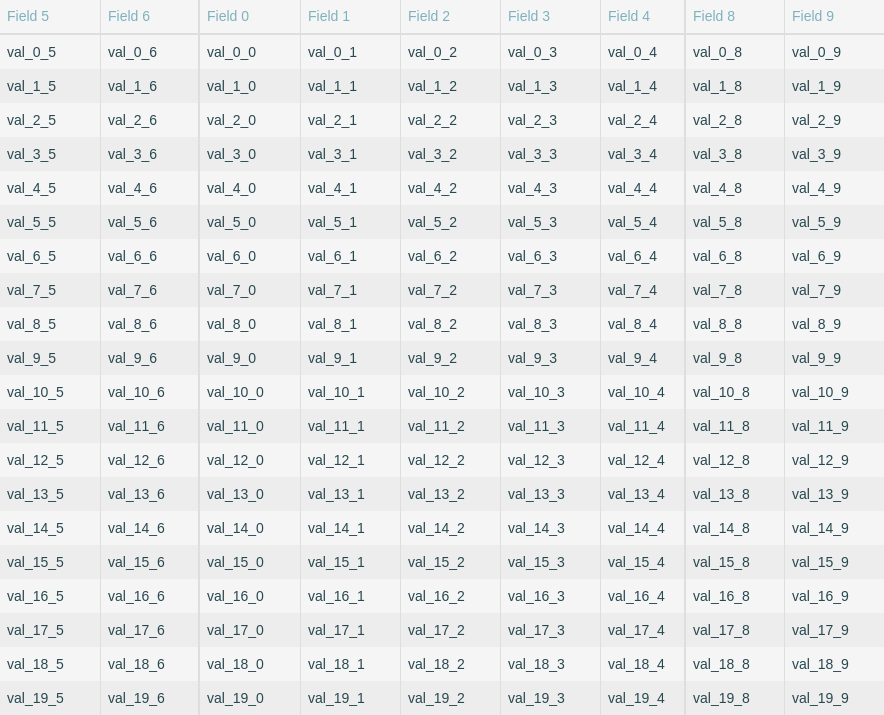 Field 5 Field 6 Field 0 Field 1 Field 2 Field 3 Field 4 Field 8 Field 9
val_0_5 val_0_6 val_0_0 val_0_1 val_0_2 val_0_3 val_0_4 val_0_8 val_0_9
val_1_5 val_1_6 val_1_0 val_1_1 val_1_2 val_1_3 val_1_4 val_1_8 val_1_9
val_2_5 val_2_6 val_2_0 val_2_1 val_2_2 val_2_3 val_2_4 val_2_8 val_2_9
val_3_5 val_3_6 val_3_0 val_3_1 val_3_2 val_3_3 val_3_4 val_3_8 val_3_9
val_4_5 val_4_6 val_4_0 val_4_1 val_4_2 val_4_3 val_4_4 val_4_8 val_4_9
val_5_5 val_5_6 val_5_0 val_5_1 val_5_2 val_5_3 val_5_4 val_5_8 val_5_9
val_6_5 val_6_6 val_6_0 val_6_1 val_6_2 val_6_3 val_6_4 val_6_8 val_6_9
val_7_5 val_7_6 val_7_0 val_7_1 val_7_2 val_7_3 val_7_4 val_7_8 val_7_9
val_8_5 val_8_6 val_8_0 val_8_1 val_8_2 val_8_3 val_8_4 val_8_8 val_8_9
val_9_5 val_9_6 val_9_0 val_9_1 val_9_2 val_9_3 val_9_4 val_9_8 val_9_9
val_10_5 val_10_6 val_10_0 val_10_1 val_10_2 val_10_3 val_10_4 val_10_8 val_10_9
val_11_5 val_11_6 val_11_0 val_11_1 val_11_2 val_11_3 val_11_4 val_11_8 val_11_9
val_12_5 val_12_6 val_12_0 val_12_1 val_12_2 val_12_3 val_12_4 val_12_8 val_12_9
val_13_5 val_13_6 val_13_0 val_13_1 val_13_2 val_13_3 val_13_4 val_13_8 val_13_9
val_14_5 val_14_6 val_14_0 val_14_1 val_14_2 val_14_3 val_14_4 val_14_8 val_14_9
val_15_5 val_15_6 val_15_0 val_15_1 val_15_2 val_15_3 val_15_4 val_15_8 val_15_9
val_16_5 val_16_6 val_16_0 val_16_1 val_16_2 val_16_3 val_16_4 val_16_8 val_16_9
val_17_5 val_17_6 val_17_0 val_17_1 val_17_2 val_17_3 val_17_4 val_17_8 val_17_9
val_18_5 val_18_6 val_18_0 val_18_1 val_18_2 val_18_3 val_18_4 val_18_8 val_18_9
val_19_5 val_19_6 val_19_0 val_19_1 val_19_2 val_19_3 val_19_4 val_19_8 val_19_9